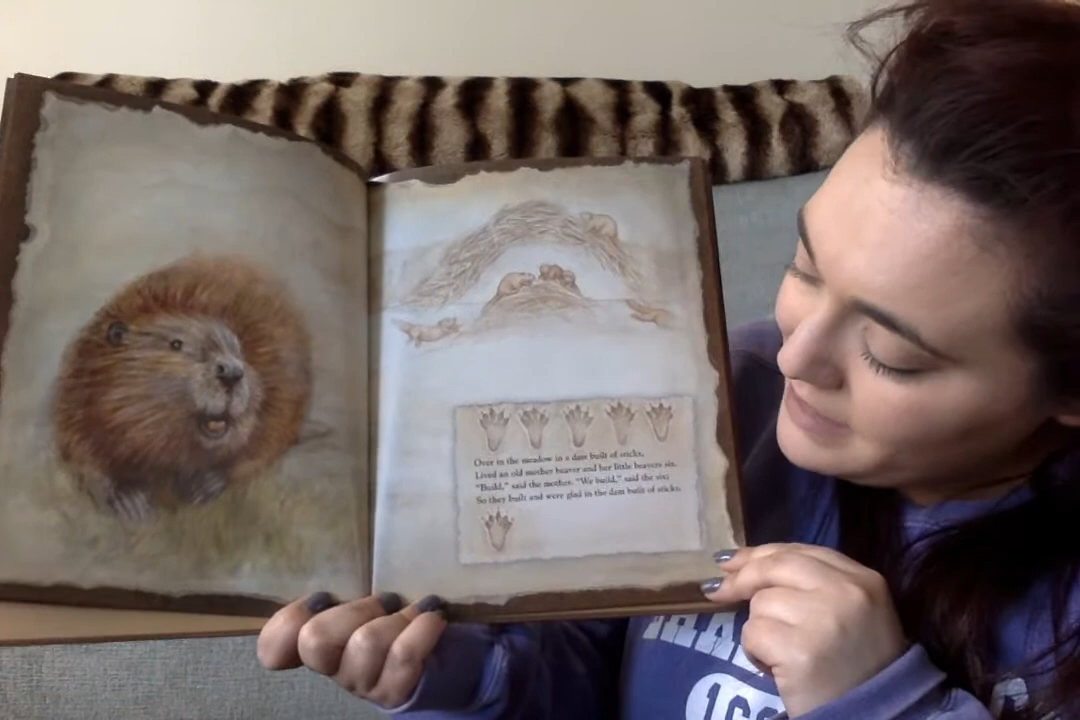 Over in the meadow in a dam built of sticks,
Lived an old mother beaver and her little beavers six.
"Build," said the mother. "We build," said the six;
So they built and were glad in the dam built of sticks.